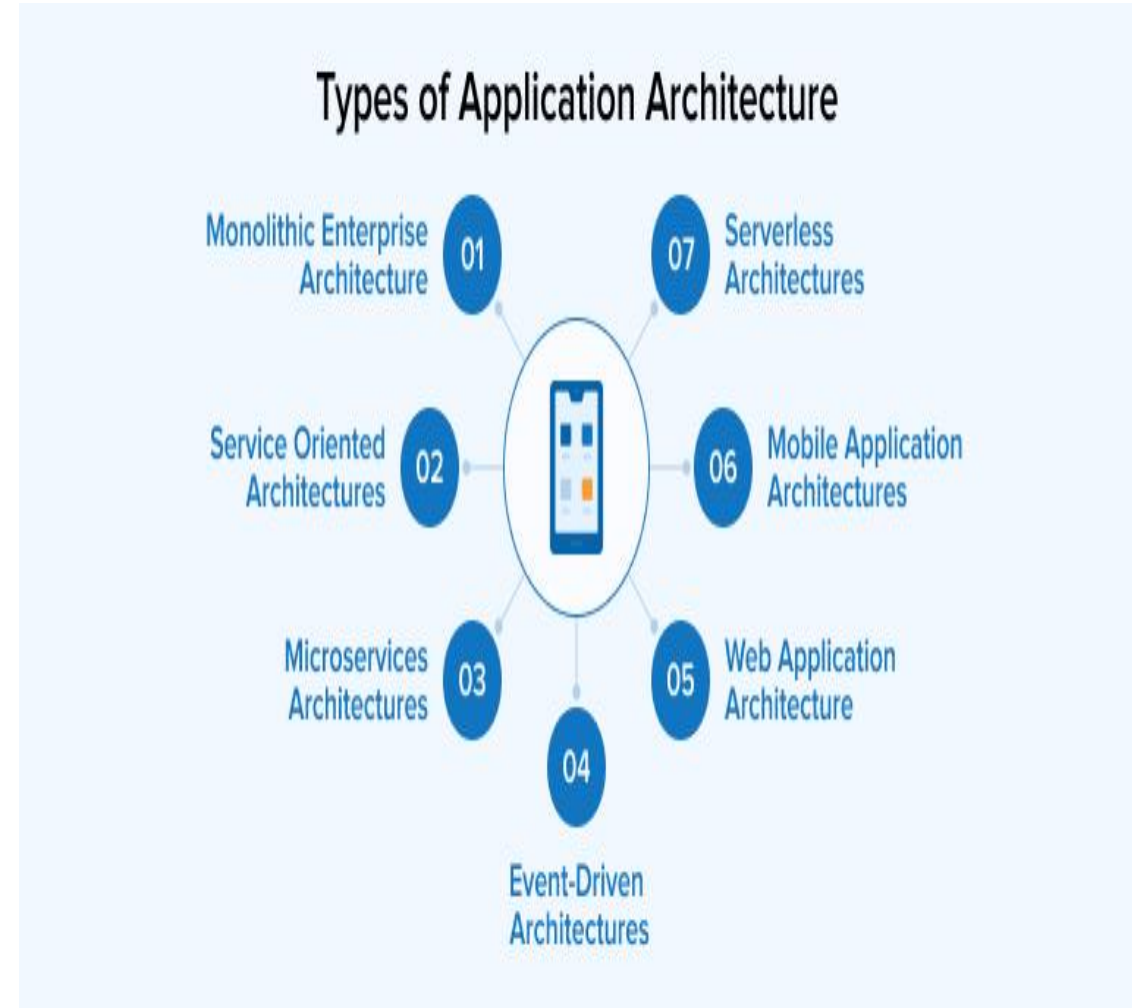 Types of Application Architecture
01
Monolithic Enterprise
Architecture
02
Service Oriented
Architectures
03
Microservices
Architectures
04
Event-Driven
Architectures
05
Web Application
Architecture
06
Mobile Application
Architectures
07
Serverless
Architectures